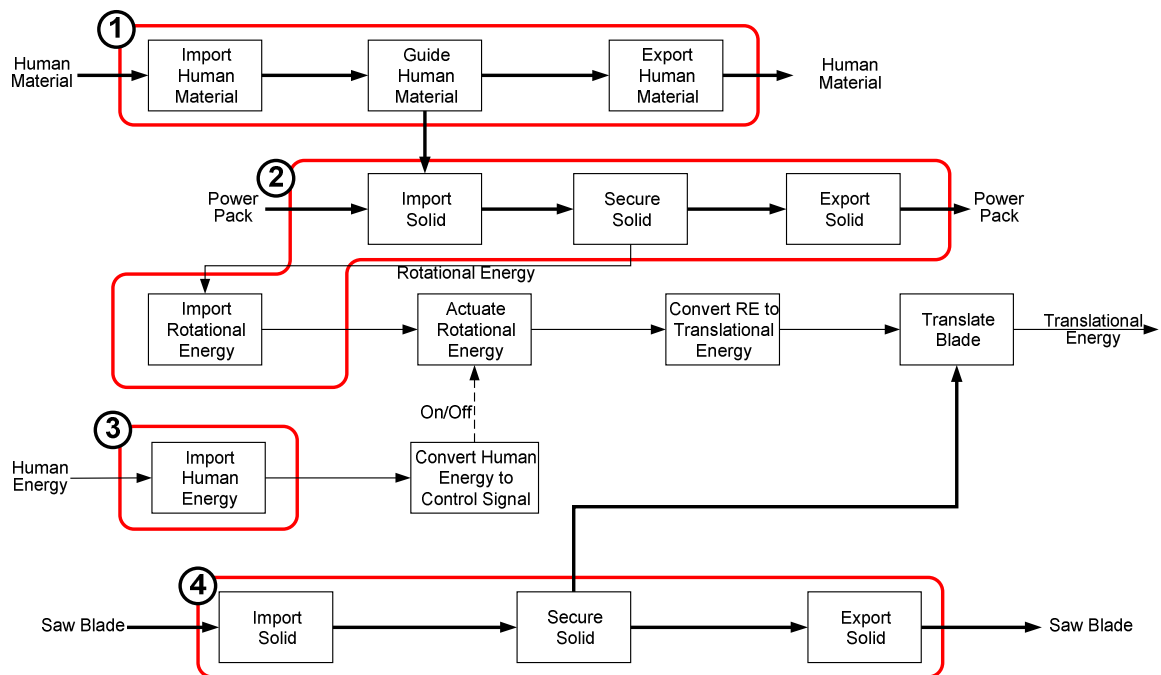 1
Human
Material
Import
Human
Material
Guide
Human
Material
Export
Human
Material
Human
Material
2
Power
Pack
Import
Solid
Secure
Solid
Export
Solid
Power
Pack
Rotational Energy
Import
Rotational
Energy
Actuate
Rotational
Energy
Convert RE to
Translational
Energy
Translate
Blade
Translational
Energy
On/Off
3
Human
Energy
Import
Human
Energy
Convert Human
Energy to
Control Signal
4
Saw Blade
Import
Solid
Secure
Solid
Export
Solid
Saw Blade